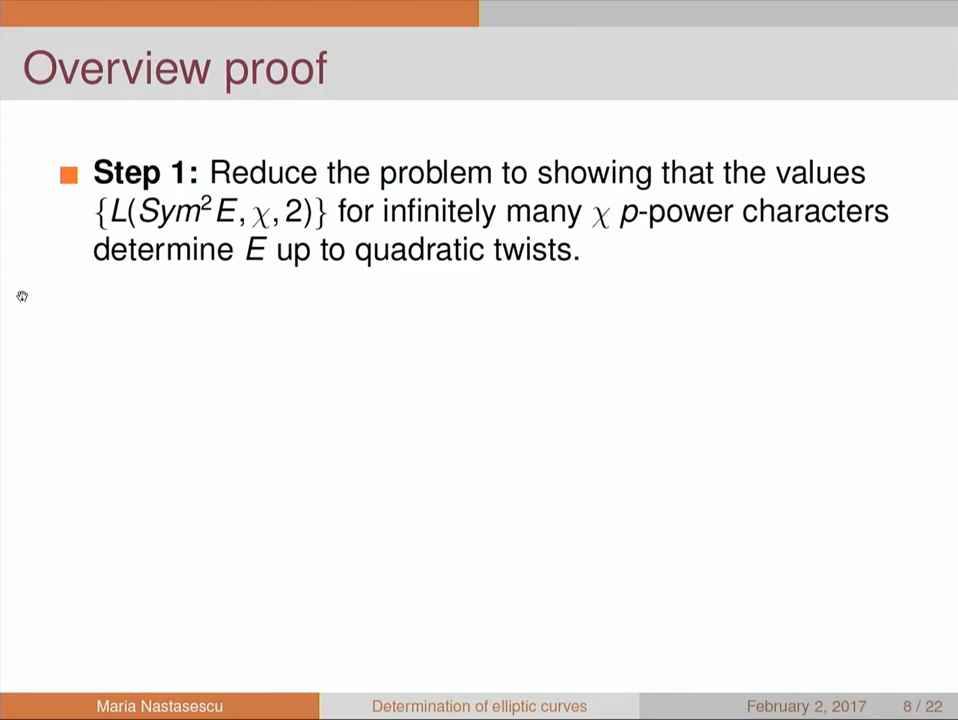 Overview proof
Step 1: Reduce the problem to showing that the values
{L(Sym²E, χ, 2)} for infinitely many χ p-power characters
determine E up to quadratic twists.
Maria Nastasescu
Determination of elliptic curves
February 2, 2017
8 / 22